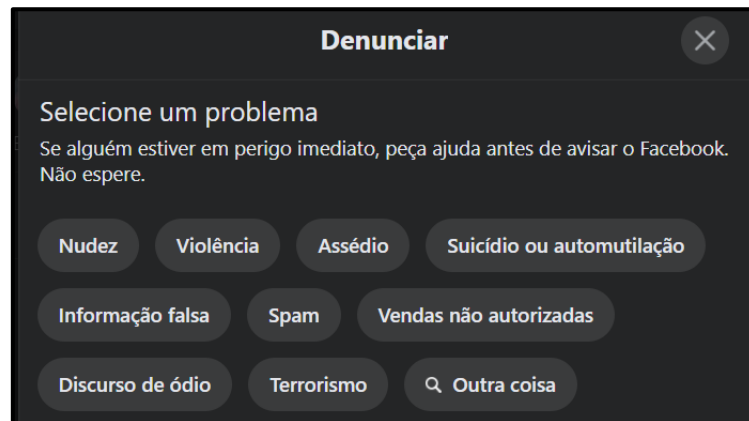 Denunciar
Selecione um problema
Se alguém estiver em perigo imediato, peça ajuda antes de avisar o Facebook.
Não espere.
Nudez Violência Assédio Suicídio ou automutilação
Informação falsa Spam Vendas não autorizadas
Discurso de ódio Terrorismo Outra coisa